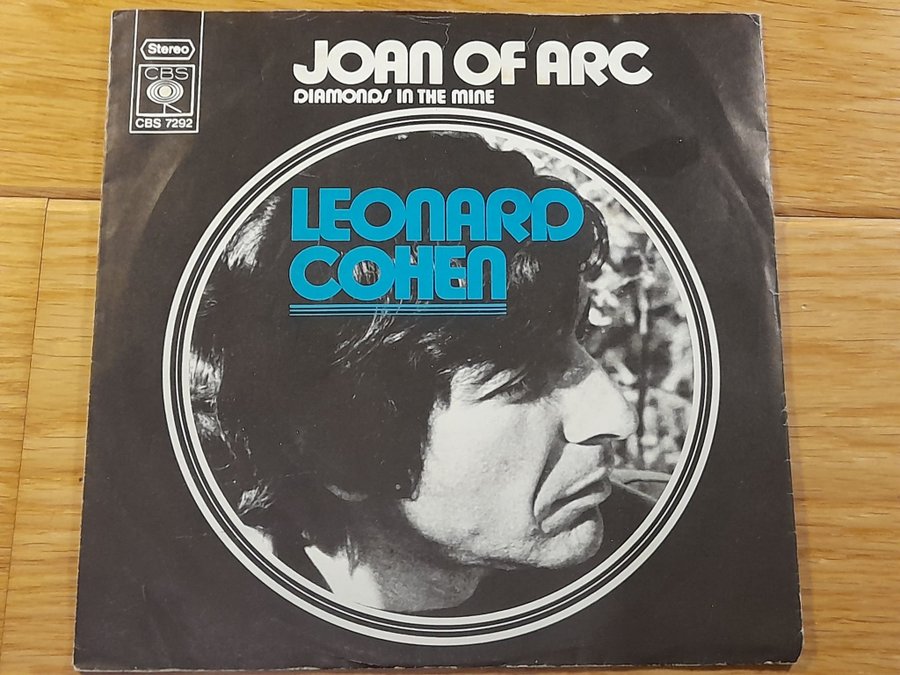 Stereo
CBS
CBS 7292
JOAN OF ARC
DIAMONDS IN THE MINE
LEONARD
COHEN